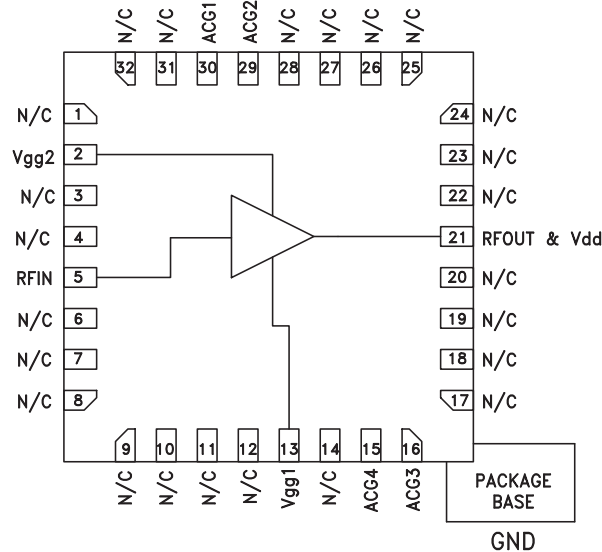 N/C N/C ACG1 ACG2 N/C N/C N/C N/C
32 31 30 29 28 27 26 25
N/C 1
Vgg2 2
N/C 3
N/C 4
RFIN 5
N/C 6
N/C 7
N/C 8
24 N/C
23 N/C
22 N/C
21 RFOUT & Vdd
20 N/C
19 N/C
18 N/C
17 N/C
9 10 11 12 13 14 15 16
N/C N/C N/C N/C Vgg1 N/C ACG4 ACG3
PACKAGE
BASE
GND